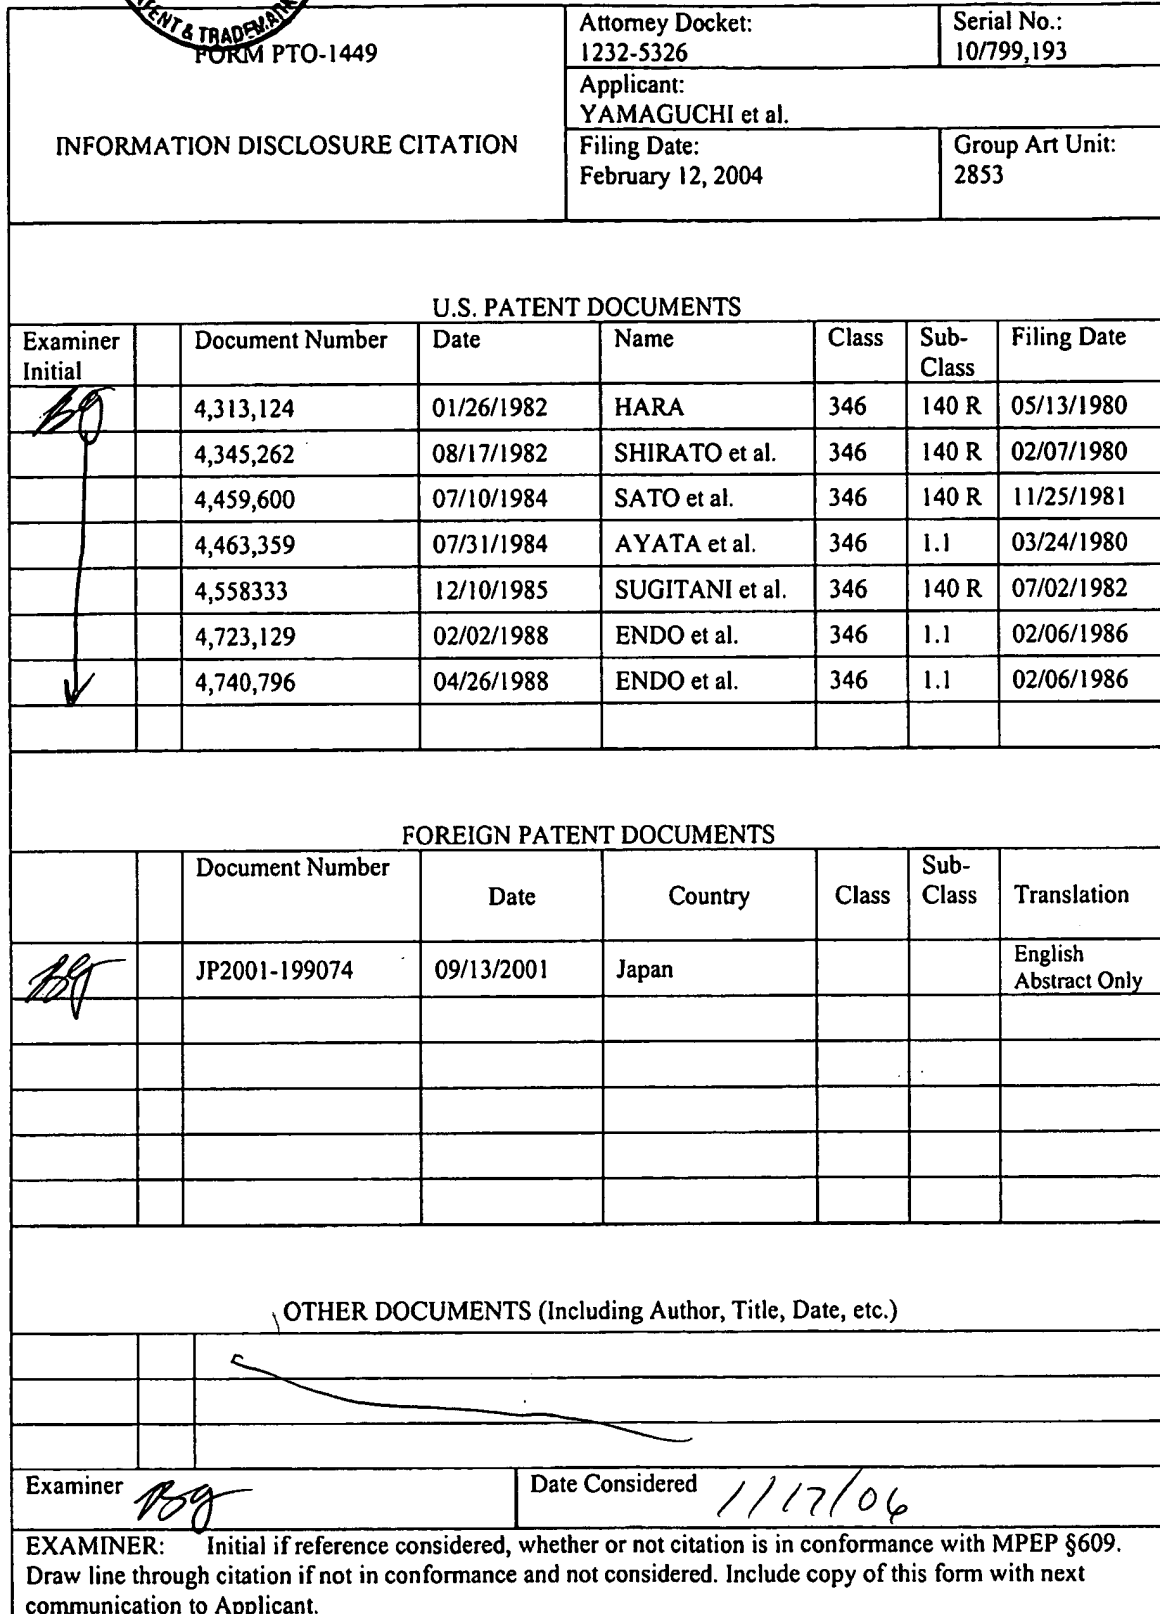 ENT & TRADEMAR
FORM PTO-1449
INFORMATION DISCLOSURE CITATION
Attorney Docket:
1232-5326
Serial No.:
10/799,193
Applicant:
YAMAGUCHI et al.
Filing Date:
February 12, 2004
Group Art Unit:
2853
U.S. PATENT DOCUMENTS
Examiner Initial Document Number Date Name Class Sub-Class Filing Date
Bg 4,313,124 01/26/1982 HARA 346 140 R 05/13/1980
4,345,262 08/17/1982 SHIRATO et al. 346 140 R 02/07/1980
4,459,600 07/10/1984 SATO et al. 346 140 R 11/25/1981
4,463,359 07/31/1984 AYATA et al. 346 1.1 03/24/1980
4,558333 12/10/1985 SUGITANI et al. 346 140 R 07/02/1982
4,723,129 02/02/1988 ENDO et al. 346 1.1 02/06/1986
4,740,796 04/26/1988 ENDO et al. 346 1.1 02/06/1986
FOREIGN PATENT DOCUMENTS
Document Number Date Country Class Sub-Class Translation
Bg JP2001-199074 09/13/2001 Japan English Abstract Only
OTHER DOCUMENTS (Including Author, Title, Date, etc.)
Examiner Bg Date Considered 1/17/06
EXAMINER: Initial if reference considered, whether or not citation is in conformance with MPEP §609.
Draw line through citation if not in conformance and not considered. Include copy of this form with next
communication to Applicant.